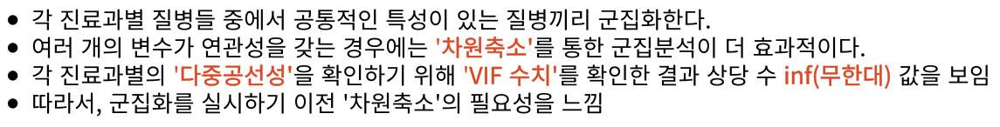 • 각 진료과별 질병들 중에서 공통적인 특성이 있는 질병끼리 군집화한다.
• 여러 개의 변수가 연관성을 갖는 경우에는 '차원축소'를 통한 군집분석이 더 효과적이다.
• 각 진료과별의 '다중공선성'을 확인하기 위해 'VIF 수치'를 확인한 결과 상당 수 inf(무한대) 값을 보임
• 따라서, 군집화를 실시하기 이전 '차원축소'의 필요성을 느낌